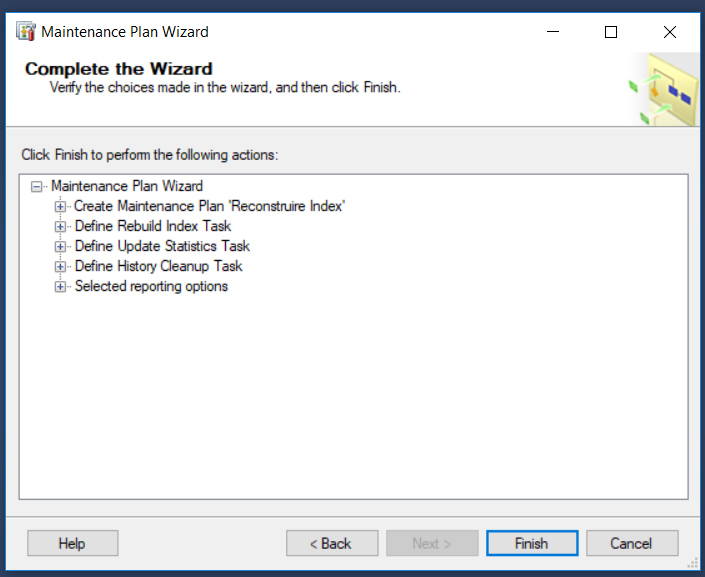 Maintenance Plan Wizard
Complete the Wizard
Verify the choices made in the wizard, and then click Finish.
Click Finish to perform the following actions:
Maintenance Plan Wizard
Create Maintenance Plan 'Reconstruire Index'
Define Rebuild Index Task
Define Update Statistics Task
Define History Cleanup Task
Selected reporting options
Help
< Back
Next >
Finish
Cancel